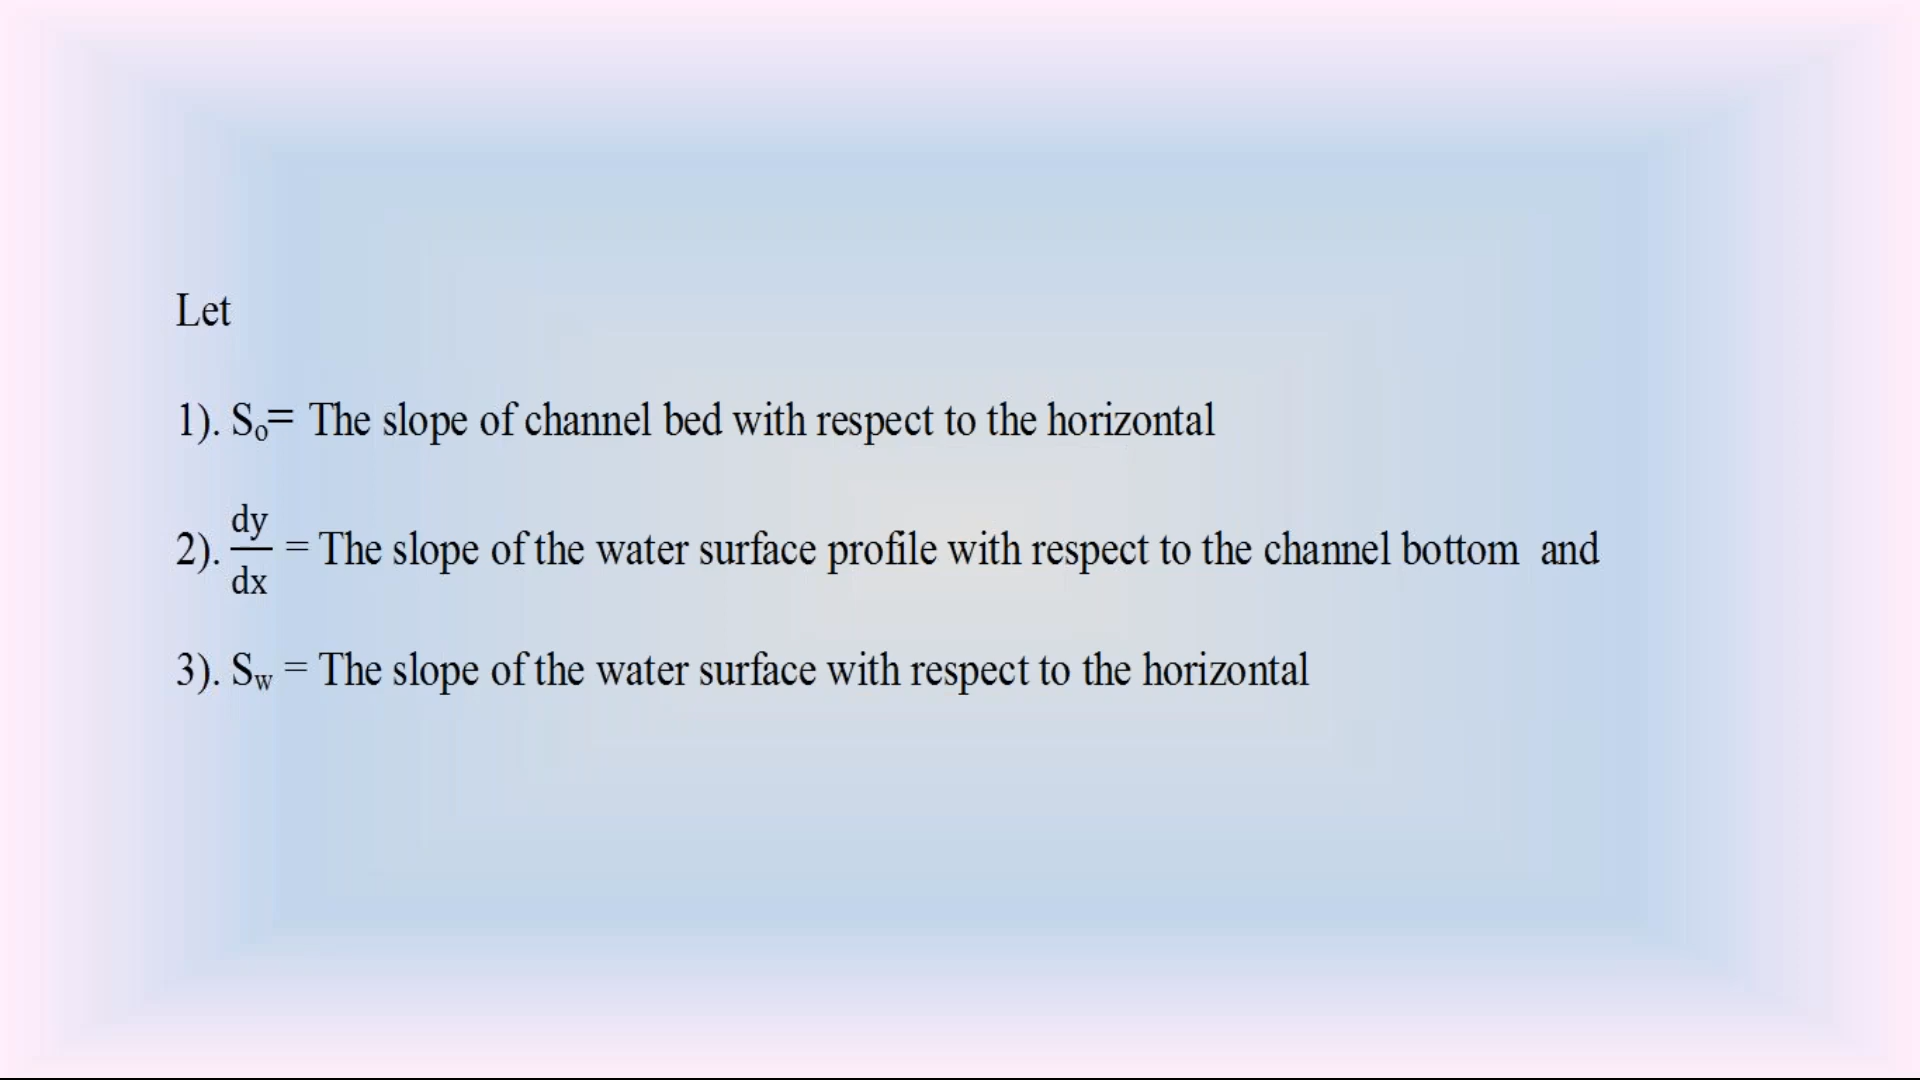 Let
1). Sₒ= The slope of channel bed with respect to the horizontal
2). dy/dx = The slope of the water surface profile with respect to the channel bottom and
3). S_w = The slope of the water surface with respect to the horizontal